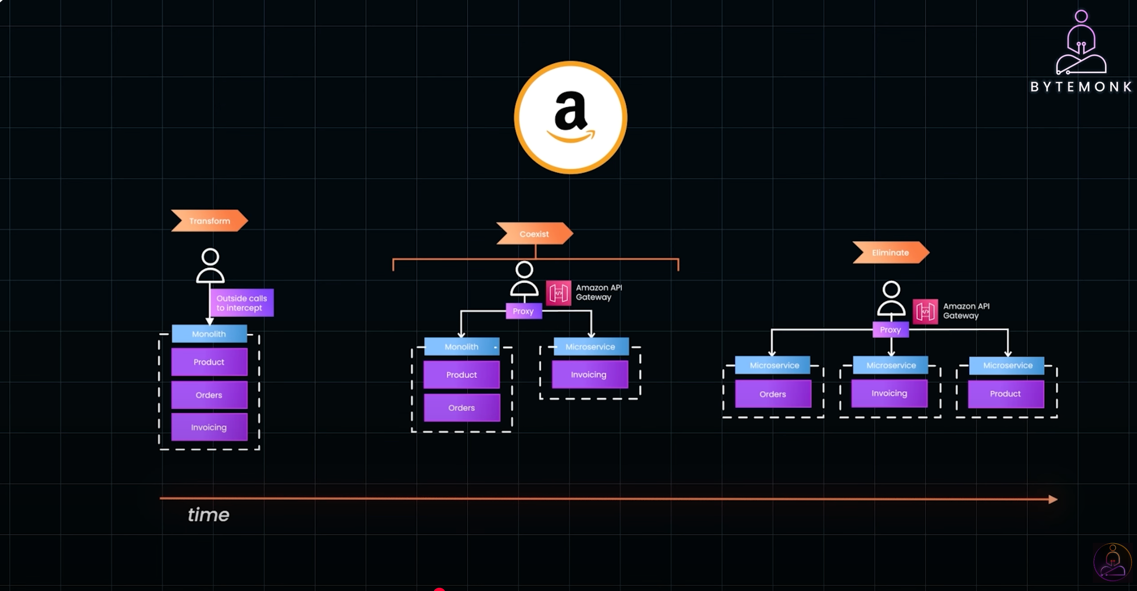 BYTEMONK
a
Transform
Outside calls
to intercept
Monolith
Product
Orders
Invoicing
Coexist
Amazon API
Gateway
Proxy
Monolith
Product
Orders
Microservice
Invoicing
Eliminate
Amazon API
Gateway
Proxy
Microservice
Orders
Microservice
Invoicing
Microservice
Product
time